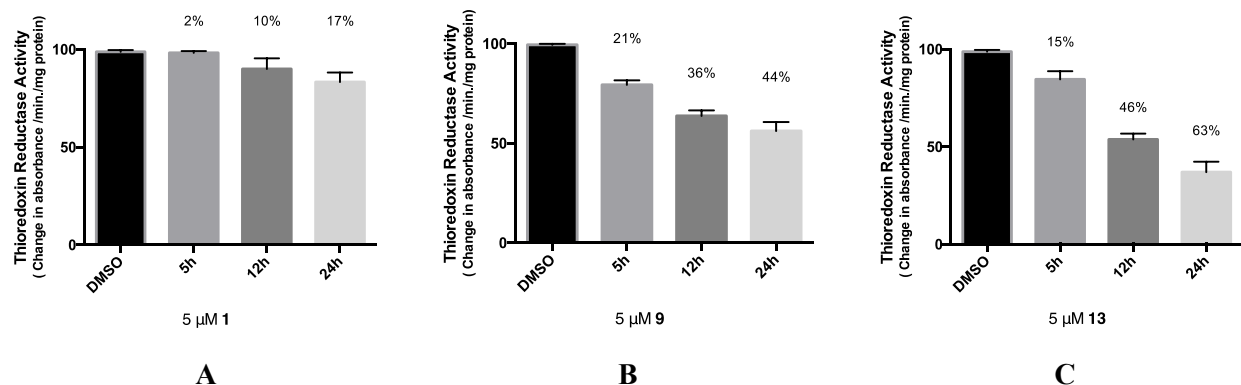 2%
10%
17%
Thioredoxin Reductase Activity
( Change in absorbance /min./mg protein)
100
50
0
DMSO
5h
12h
24h
5 µM 1
A
21%
36%
44%
Thioredoxin Reductase Activity
( Change in absorbance /min./mg protein)
100
50
0
DMSO
5h
12h
24h
5 µM 9
B
15%
46%
63%
Thioredoxin Reductase Activity
( Change in absorbance /min./mg protein)
100
50
0
DMSO
5h
12h
24h
5 µM 13
C